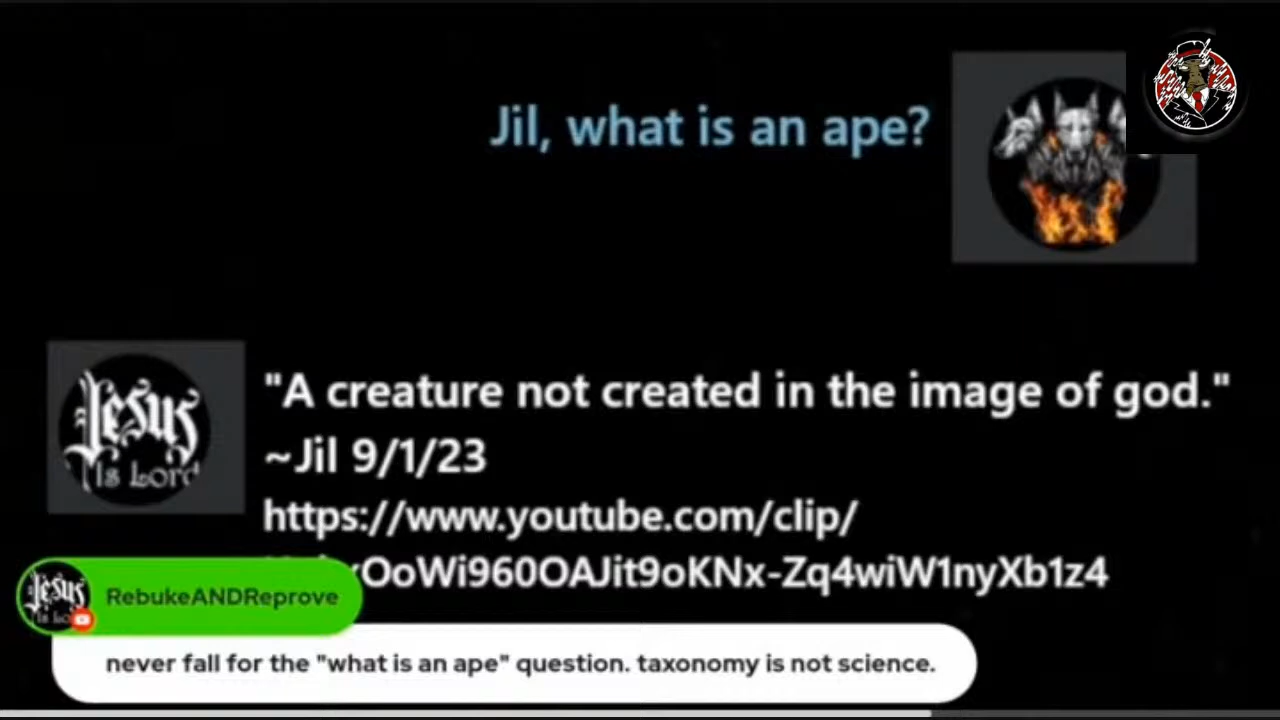 Jil, what is an ape?
Jesus
Is Lord
"A creature not created in the image of god."
~Jil 9/1/23
https://www.youtube.com/clip/
OoWi960OAJit9oKNx-Zq4wiW1nyXb1z4
RebukeANDReprove
never fall for the "what is an ape" question. taxonomy is not science.